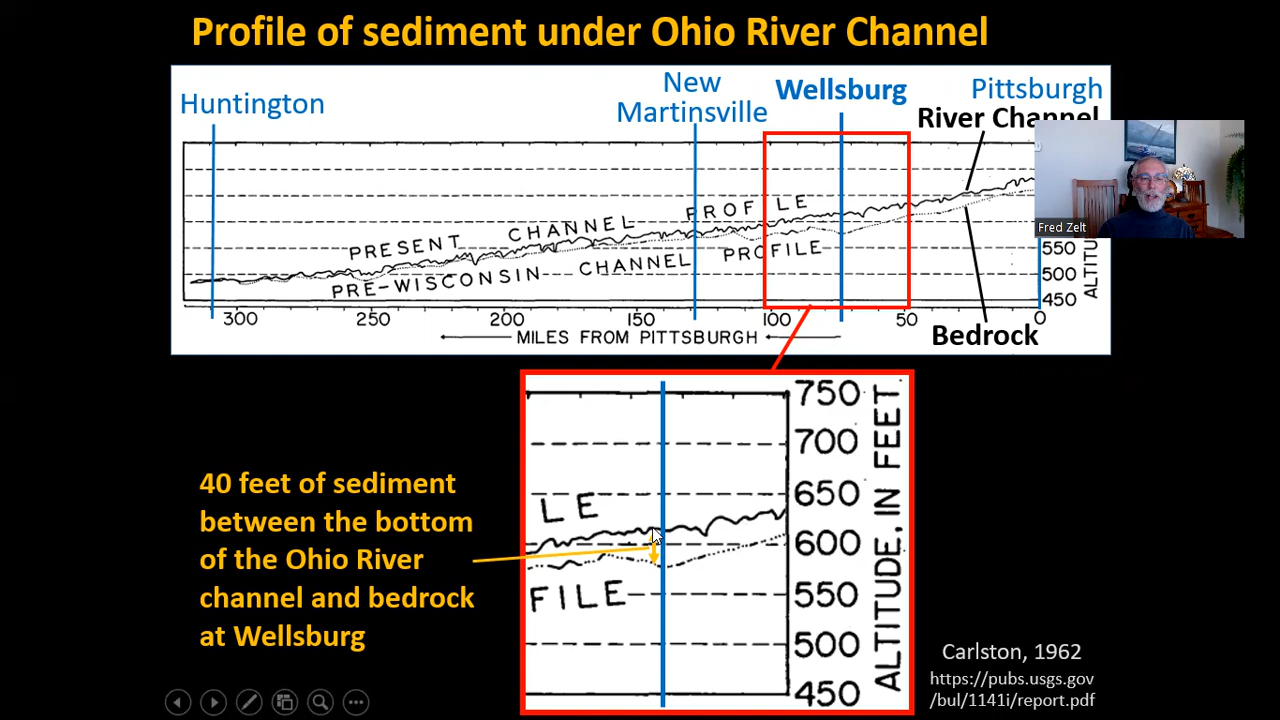 Profile of sediment under Ohio River Channel
Huntington
New
Martinsville
Wellsburg
Pittsburgh
River Channel
Fred Zelt
PRESENT CHANNEL PROFILE
PRE-WISCONSIN CHANNEL PROFILE
550
500
450
300 250 200 150 100 50 0
MILES FROM PITTSBURGH
Bedrock
40 feet of sediment
between the bottom
of the Ohio River
channel and bedrock
at Wellsburg
LE
FILE
750
700
650
600
550
500
450
ALTITUDE, IN FEET
Carlston, 1962
https://pubs.usgs.gov
/bul/1141i/report.pdf